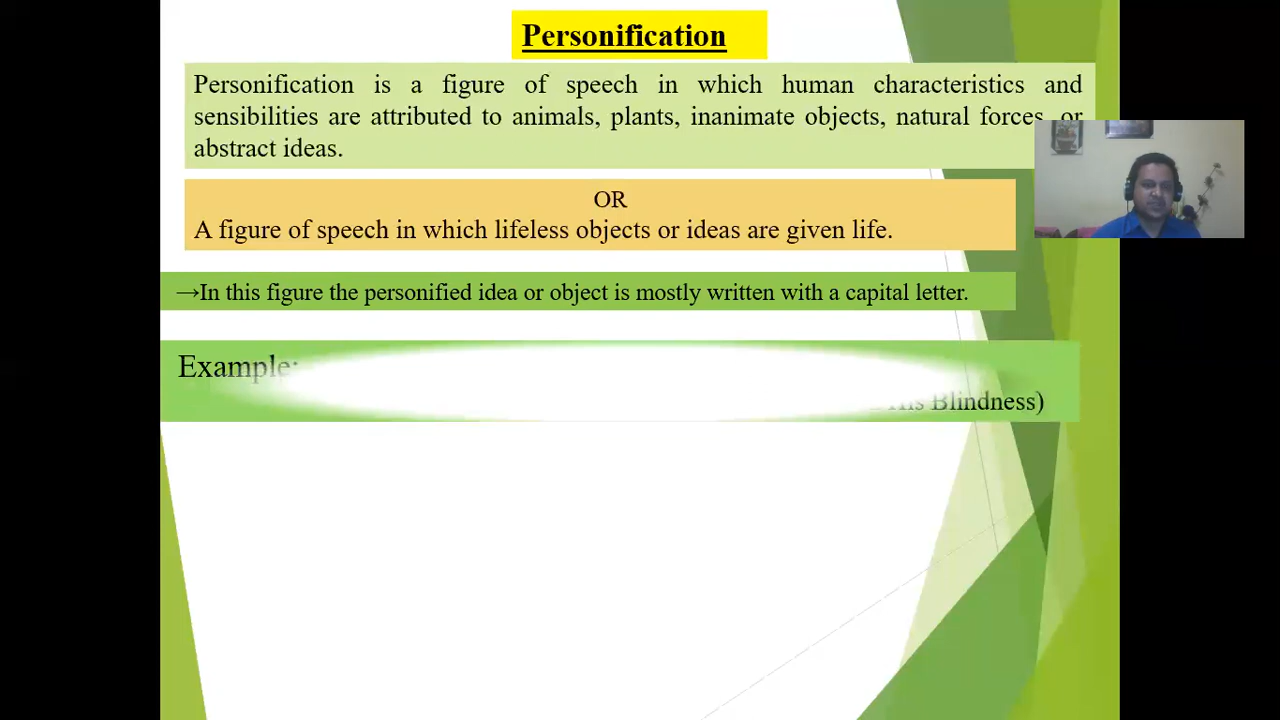 Personification
Personification is a figure of speech in which human characteristics and
sensibilities are attributed to animals, plants, inanimate objects, natural forces, or
abstract ideas.
OR
A figure of speech in which lifeless objects or ideas are given life.
→In this figure the personified idea or object is mostly written with a capital letter.
Example:
His Blindness)